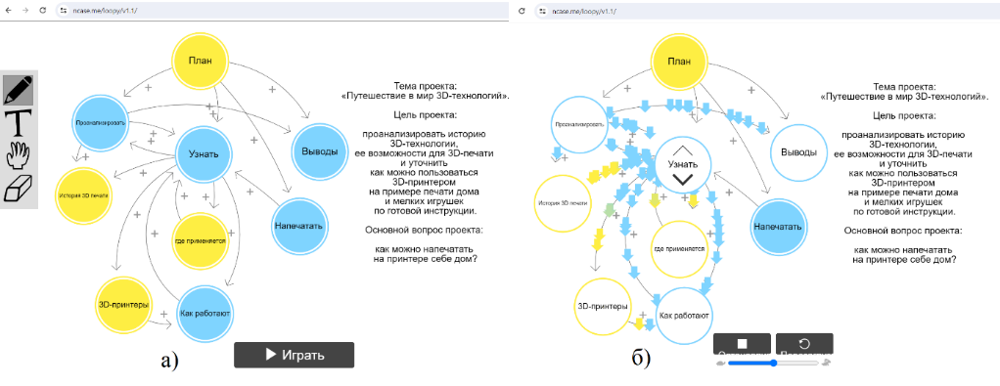 ncase.me/loopy/v1.1/
План
Проанализировать
Узнать
Выводы
История 3D печати
где применяется
Напечатать
3D-принтеры
Как работают
Тема проекта:
«Путешествие в мир 3D-технологий».
Цель проекта:
проанализировать историю
3D-технологии,
ее возможности для 3D-печати
и уточнить
как можно пользоваться
3D-принтером
на примере печати дома
и мелких игрушек
по готовой инструкции.
Основной вопрос проекта:
как можно напечатать
на принтере себе дом?
а)
Играть
ncase.me/loopy/v1.1/
План
Проанализировать
Узнать
Выводы
История 3D печати
где применяется
Напечатать
3D-принтеры
Как работают
Тема проекта:
«Путешествие в мир 3D-технологий».
Цель проекта:
проанализировать историю
3D-технологии,
ее возможности для 3D-печати
и уточнить
как можно пользоваться
3D-принтером
на примере печати дома
и мелких игрушек
по готовой инструкции.
Основной вопрос проекта:
как можно напечатать
на принтере себе дом?
б)